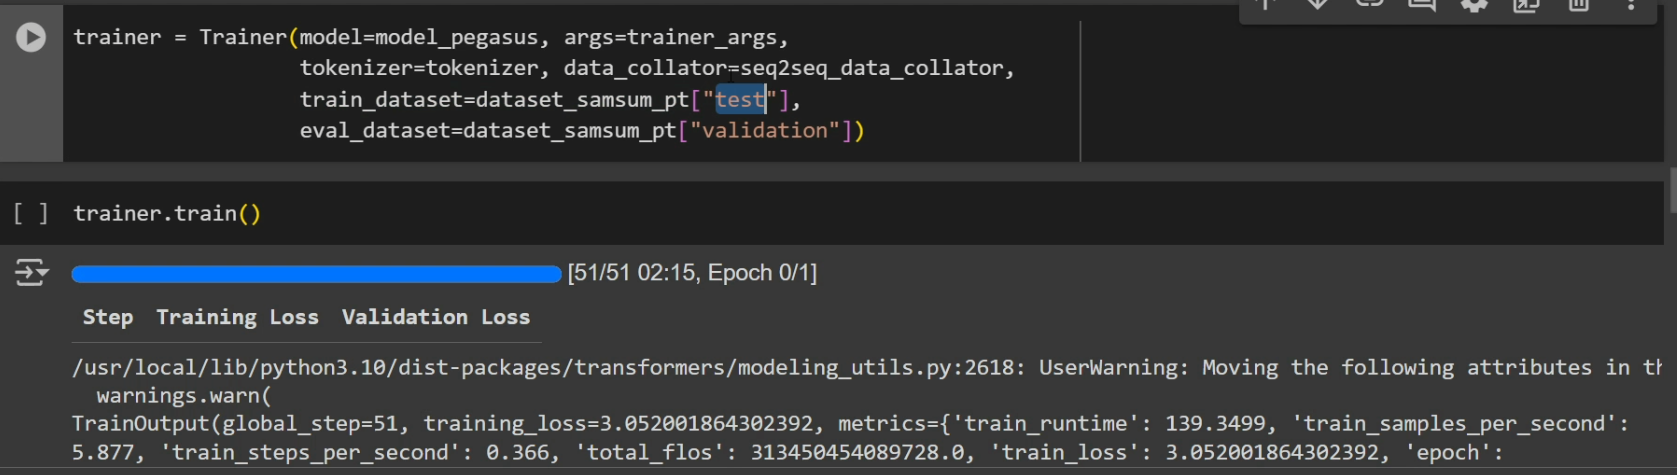 trainer = Trainer(model=model_pegasus, args=trainer_args,
tokenizer=tokenizer, data_collator=seq2seq_data_collator,
train_dataset=dataset_samsum_pt["test"],
eval_dataset=dataset_samsum_pt["validation"])
[ ] trainer.train()
[51/51 02:15, Epoch 0/1]
Step Training Loss Validation Loss
/usr/local/lib/python3.10/dist-packages/transformers/modeling_utils.py:2618: UserWarning: Moving the following attributes in
warnings.warn(
TrainOutput(global_step=51, training_loss=3.052001864302392, metrics={'train_runtime': 139.3499, 'train_samples_per_second':
5.877, 'train_steps_per_second': 0.366, 'total_flos': 313450454089728.0, 'train_loss': 3.052001864302392, 'epoch':